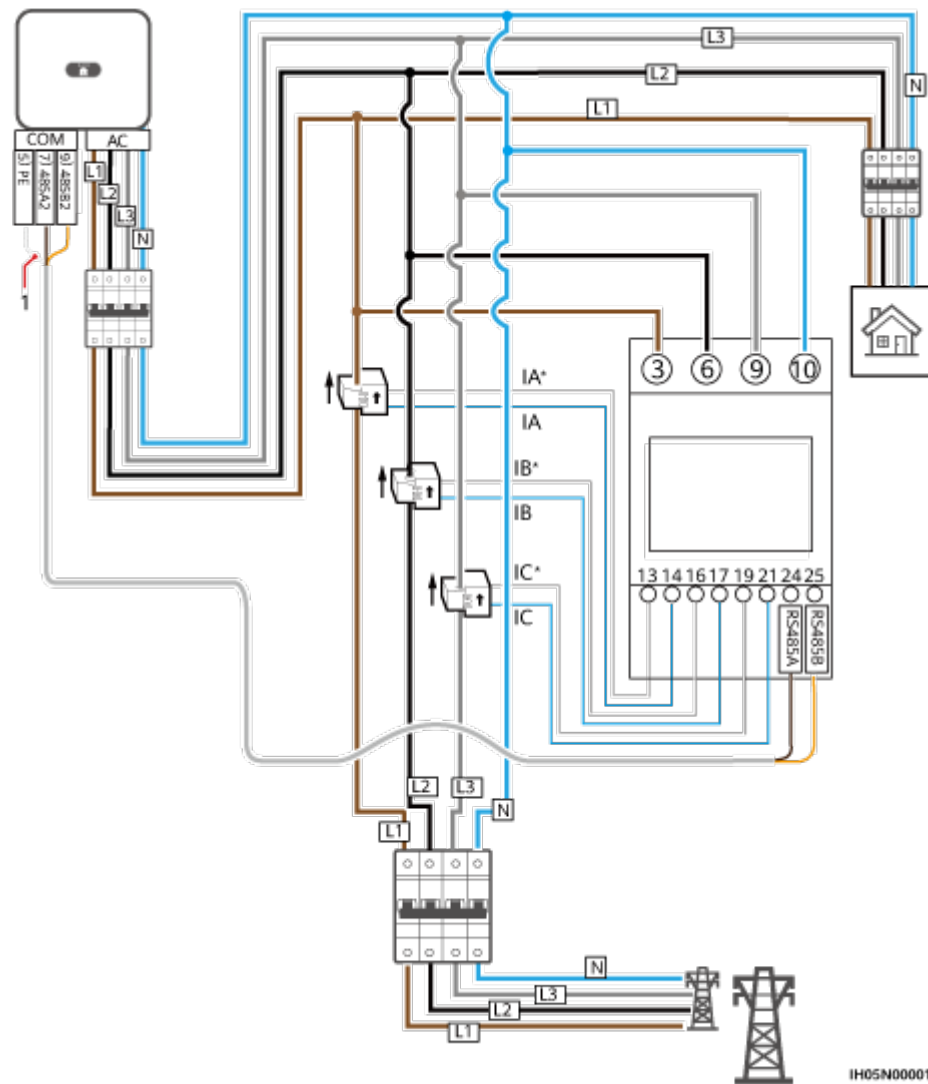 L3
L2
N
L1
COM
AC
5) PE
7) 485A2
9) 485B2
L1
L2
L3
N
1
3
6
9
10
IA*
IA
IB*
IB
IC*
IC
13 14 16 17 19 21 24 25
RS485A
RS485B
L2
L3
N
L1
N
L3
L2
L1
IH05N00001